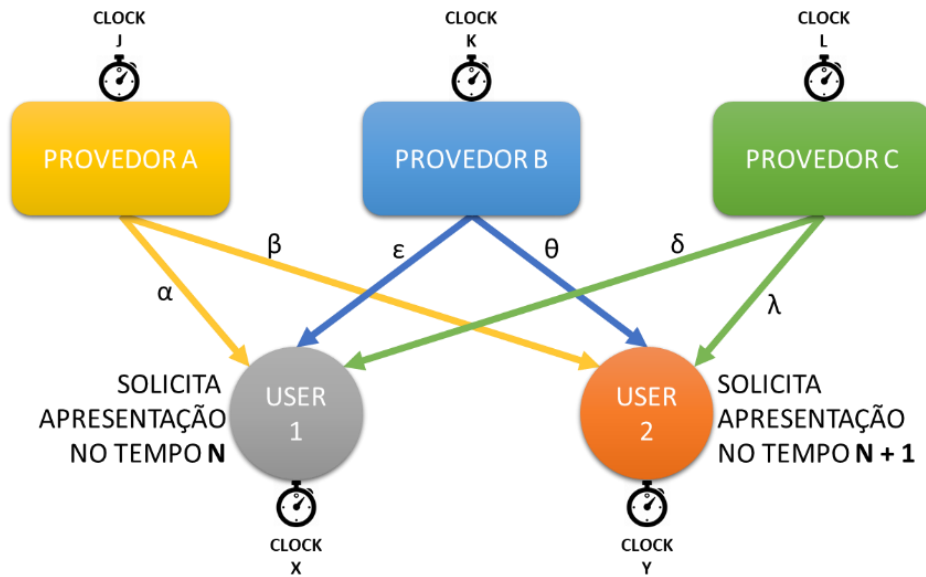 CLOCK
J
CLOCK
K
CLOCK
L
PROVEDOR A
PROVEDOR B
PROVEDOR C
α
β
ε
θ
δ
λ
SOLICITA
APRESENTAÇÃO
NO TEMPO N
USER
1
USER
2
SOLICITA
APRESENTAÇÃO
NO TEMPO N + 1
CLOCK
X
CLOCK
Y